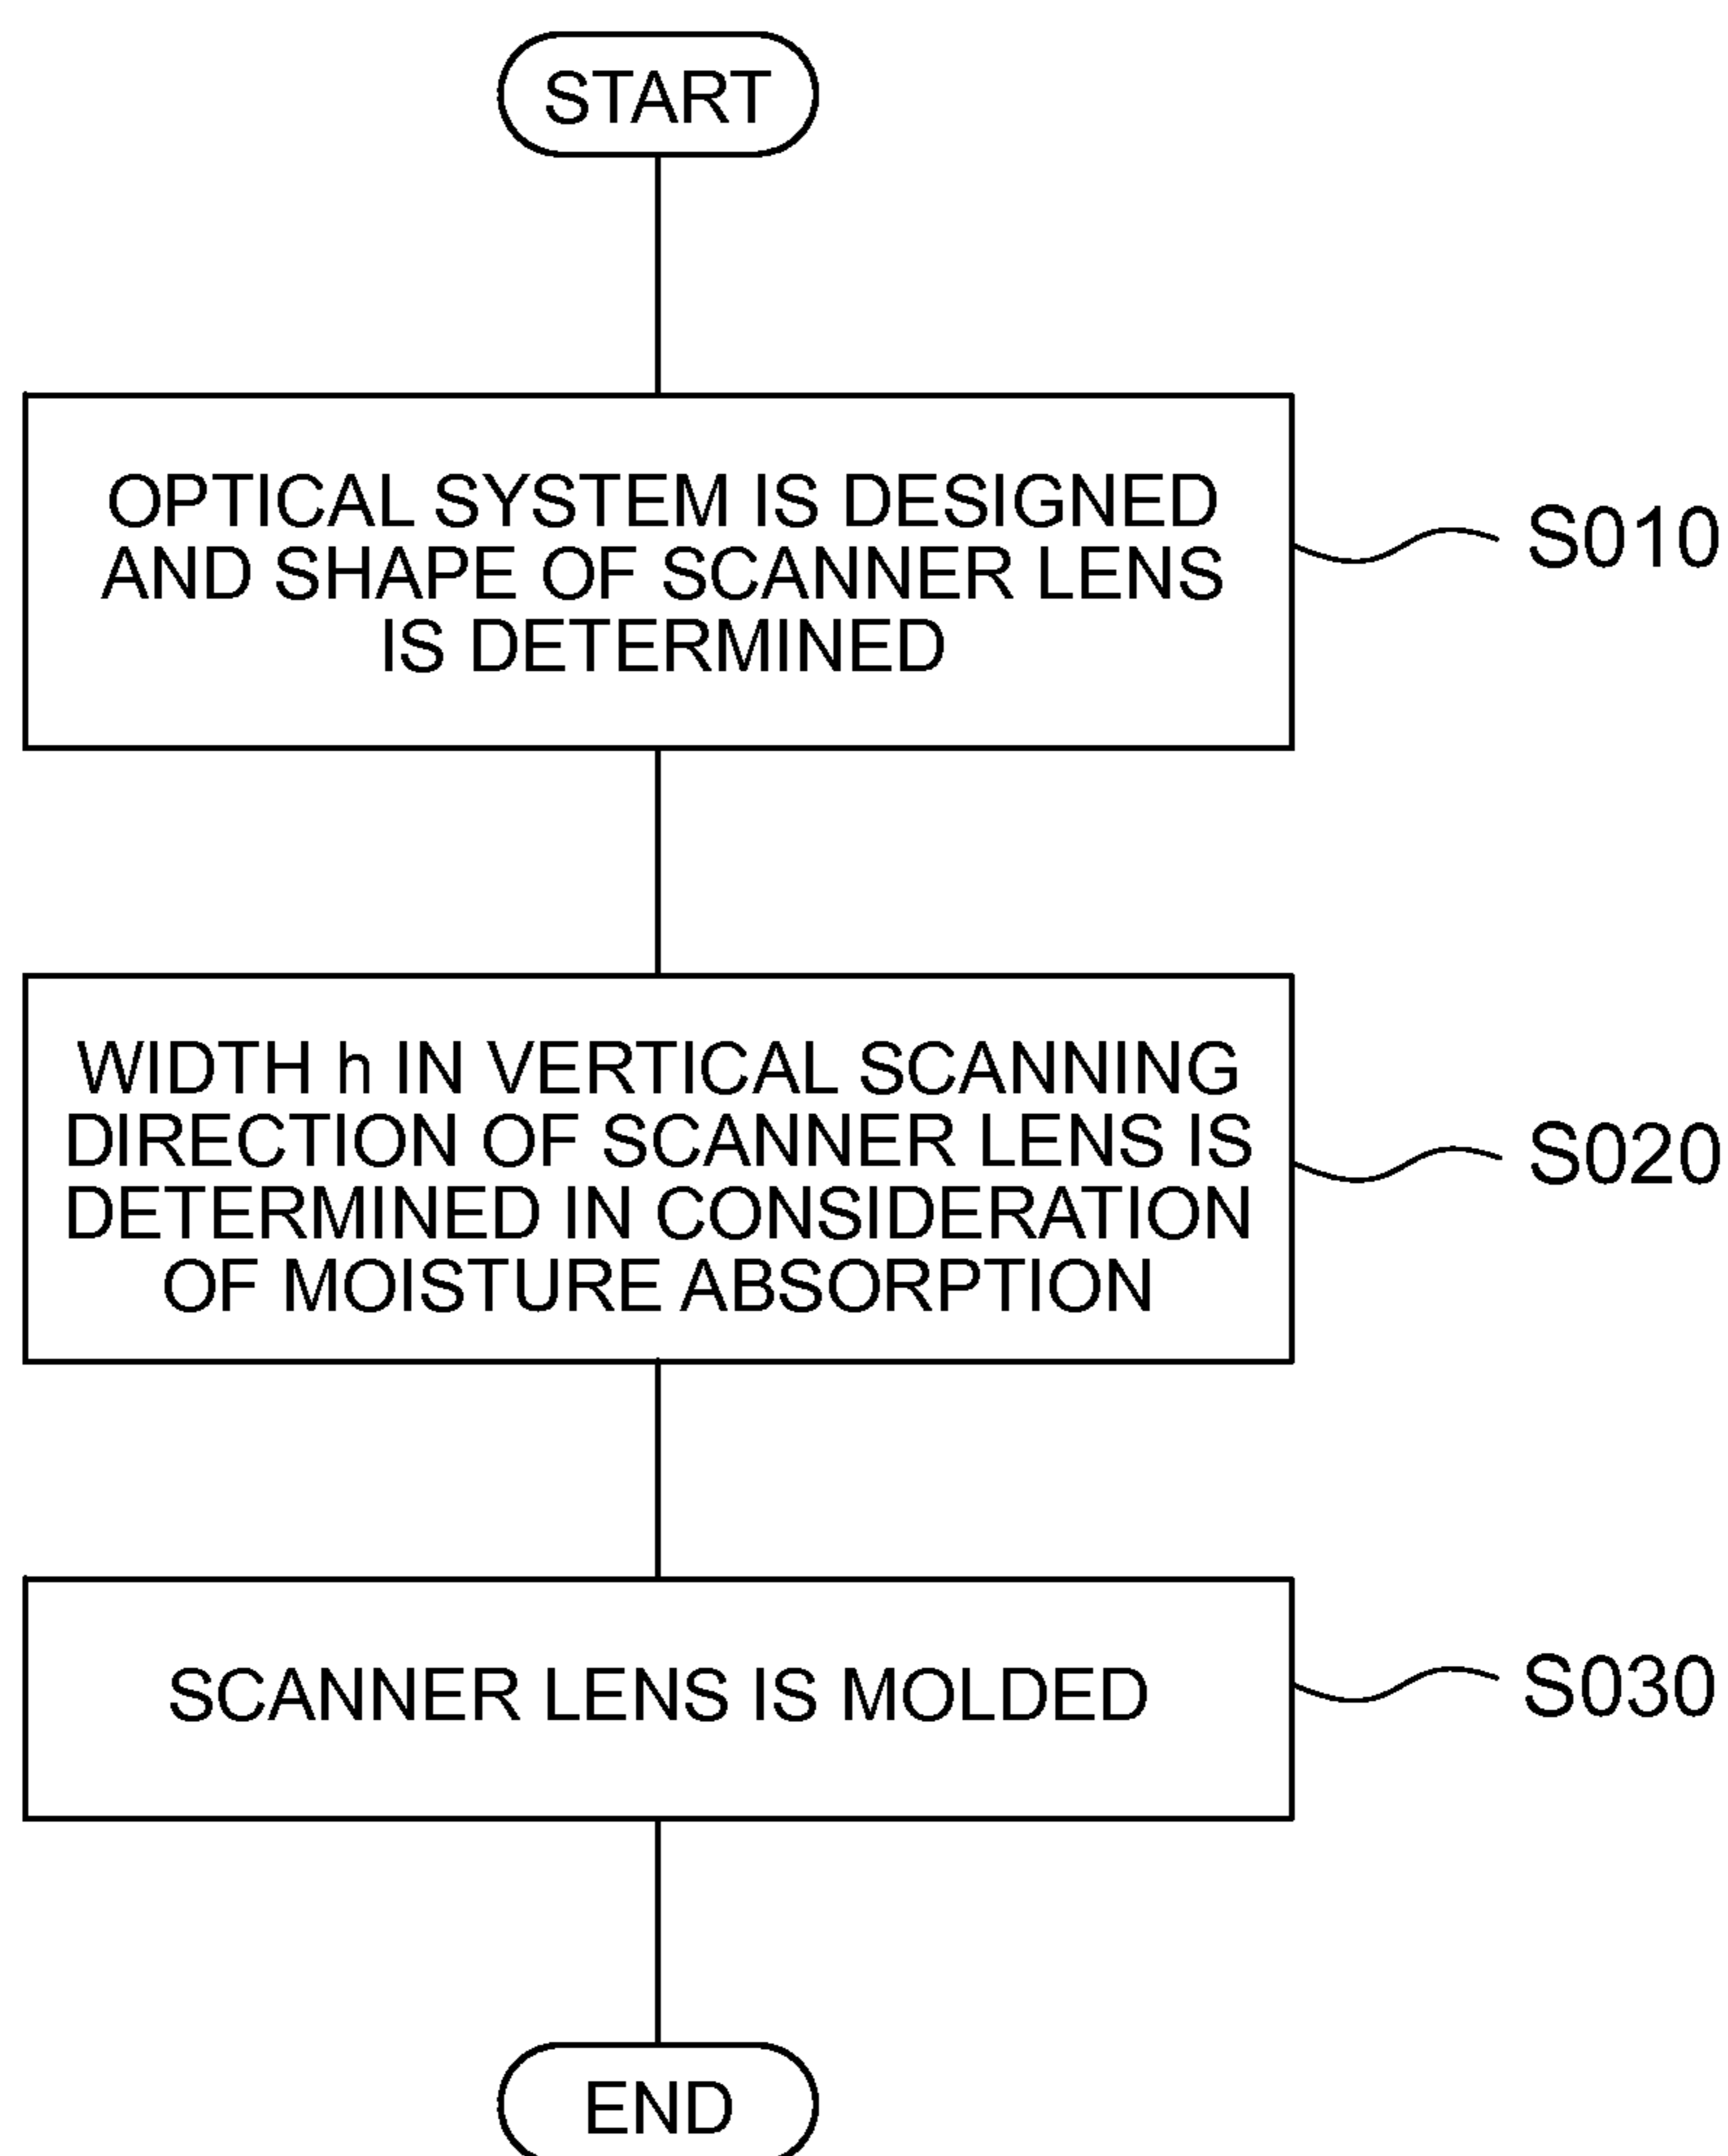 START
OPTICAL SYSTEM IS DESIGNED
AND SHAPE OF SCANNER LENS
IS DETERMINED
S010
WIDTH h IN VERTICAL SCANNING
DIRECTION OF SCANNER LENS IS
DETERMINED IN CONSIDERATION
OF MOISTURE ABSORPTION
S020
SCANNER LENS IS MOLDED
S030
END